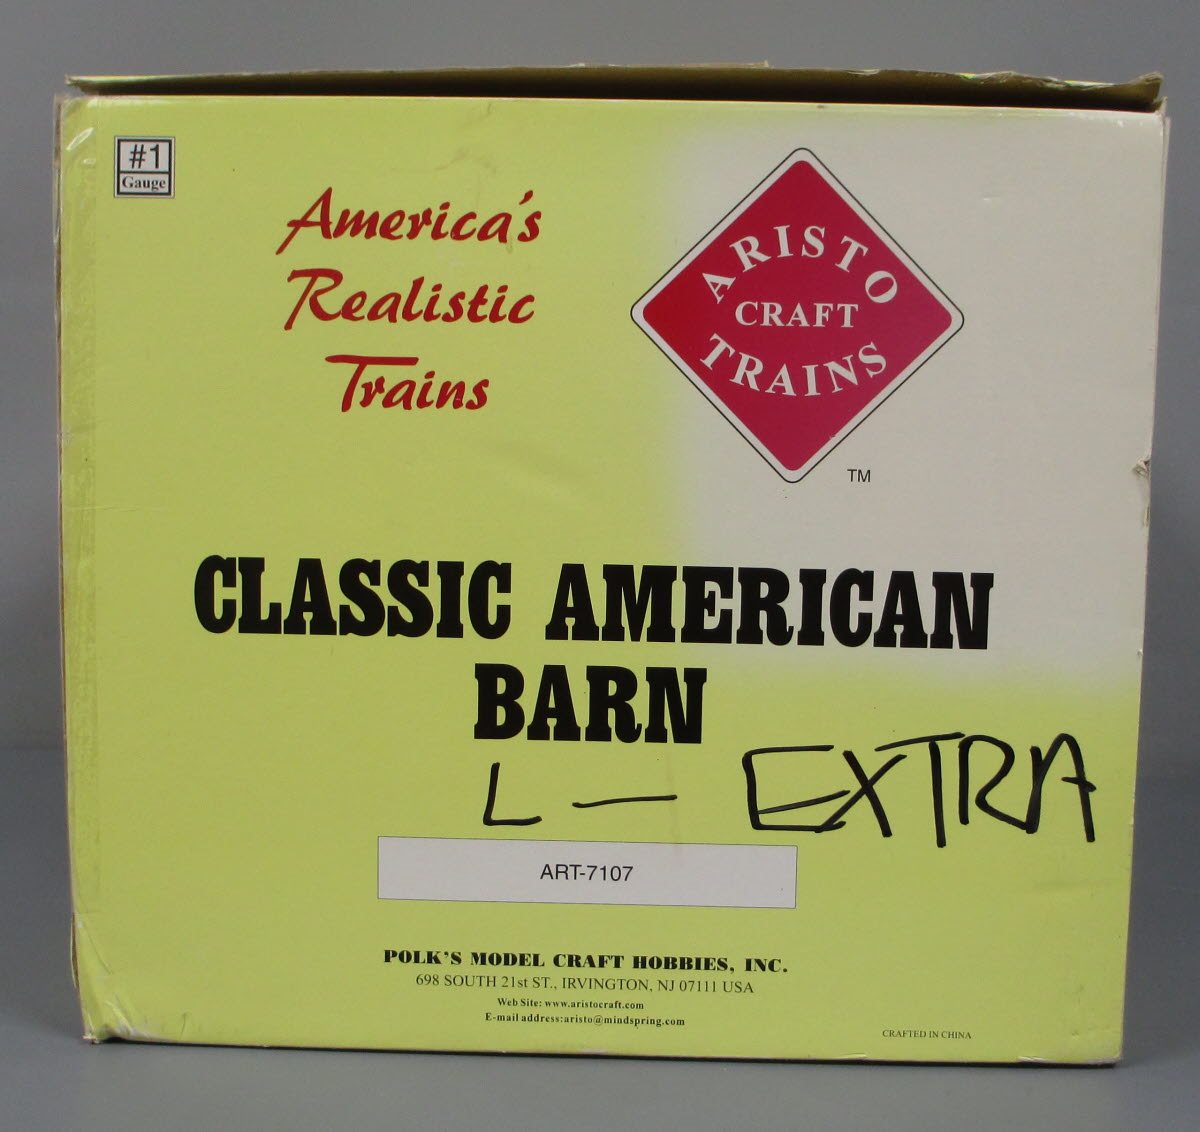 #1
Gauge
America's
Realistic
Trains
ARISTO
CRAFT
TRAINS
TM
CLASSIC AMERICAN
BARN
L — EXTRA
ART-7107
POLK'S MODEL CRAFT HOBBIES, INC.
698 SOUTH 21st ST., IRVINGTON, NJ 07111 USA
Web Site: www.aristocraft.com
E-mail address:aristo@mindspring.com
CRAFTED IN CHINA